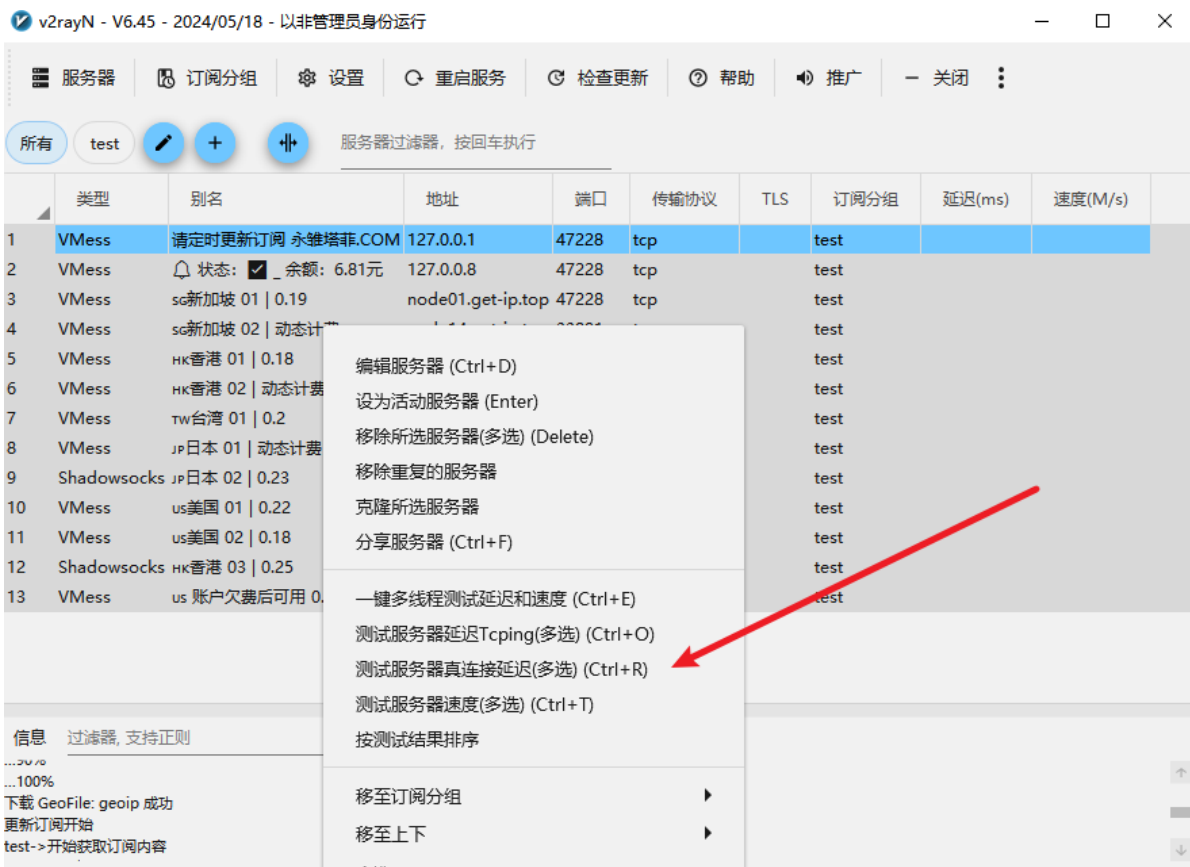 v2rayN - V6.45 - 2024/05/18 - 以非管理员身份运行
服务器 订阅分组 设置 重启服务 检查更新 帮助 推广 关闭
所有 test 服务器过滤器，按回车执行
类型 别名 地址 端口 传输协议 TLS 订阅分组 延迟(ms) 速度(M/s)
1 VMess 请定时更新订阅 永雏塔菲.COM 127.0.0.1 47228 tcp test
2 VMess 状态： _ 余额：6.81元 127.0.0.8 47228 tcp test
3 VMess SG新加坡 01 | 0.19 node01.get-ip.top 47228 tcp test
4 VMess SG新加坡 02 | 动态计费 test
5 VMess HK香港 01 | 0.18 test
6 VMess HK香港 02 | 动态计费 test
7 VMess TW台湾 01 | 0.2 test
8 VMess JP日本 01 | 动态计费 test
9 Shadowsocks JP日本 02 | 0.23 test
10 VMess US美国 01 | 0.22 test
11 VMess US美国 02 | 0.18 test
12 Shadowsocks HK香港 03 | 0.25 test
13 VMess US 账户欠费后可用 0. test
编辑服务器 (Ctrl+D)
设为活动服务器 (Enter)
移除所选服务器(多选) (Delete)
移除重复的服务器
克隆所选服务器
分享服务器 (Ctrl+F)
一键多线程测试延迟和速度 (Ctrl+E)
测试服务器延迟Tcping(多选) (Ctrl+O)
测试服务器真连接延迟(多选) (Ctrl+R)
测试服务器速度(多选) (Ctrl+T)
按测试结果排序
移至订阅分组
移至上下
信息 过滤器, 支持正则
...90%
...100%
下载 GeoFile: geoip 成功
更新订阅开始
test->开始获取订阅内容